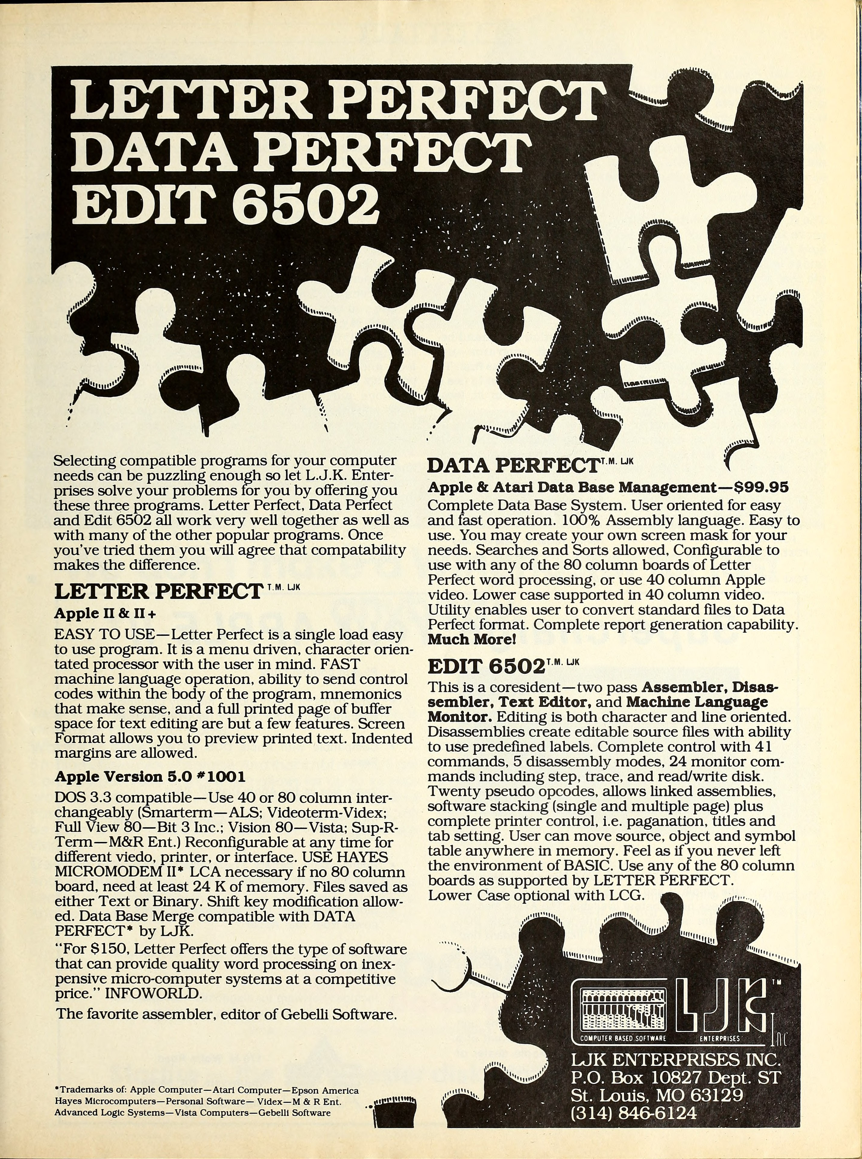 LETTER PERFECT
DATA PERFECT
EDIT 6502
Selecting compatible programs for your computer
needs can be puzzling enough so let L.J.K. Enter-
prises solve your problems for you by offering you
these three programs. Letter Perfect, Data Perfect
and Edit 6502 all work very well together as well as
with many of the other popular programs. Once
you've tried them you will agree that compatability
makes the difference.
LETTER PERFECT T.M. LJK
Apple II & II+
EASY TO USE—Letter Perfect is a single load easy
to use program. It is a menu driven, character orien-
tated processor with the user in mind. FAST
machine language operation, ability to send control
codes within the body of the program, mnemonics
that make sense, and a full printed page of buffer
space for text editing are but a few features. Screen
Format allows you to preview printed text. Indented
margins are allowed.
Apple Version 5.0 #1001
DOS 3.3 compatible—Use 40 or 80 column inter-
changeably (Smarterm—ALS; Videoterm-Videx;
Full View 80—Bit 3 Inc.; Vision 80—Vista; Sup-R-
Term—M&R Ent.) Reconfigurable at any time for
different viedo, printer, or interface. USE HAYES
MICROMODEM II* LCA necessary if no 80 column
board, need at least 24 K of memory. Files saved as
either Text or Binary. Shift key modification allow-
ed. Data Base Merge compatible with DATA
PERFECT* by LJK.
"For $150, Letter Perfect offers the type of software
that can provide quality word processing on inex-
pensive micro-computer systems at a competitive
price." INFOWORLD.
The favorite assembler, editor of Gebelli Software.
*Trademarks of: Apple Computer—Atari Computer—Epson America
Hayes Microcomputers—Personal Software— Videx—M & R Ent.
Advanced Logic Systems—Vista Computers—Gebelli Software
DATA PERFECT T.M. LJK
Apple & Atari Data Base Management—$99.95
Complete Data Base System. User oriented for easy
and fast operation. 100% Assembly language. Easy to
use. You may create your own screen mask for your
needs. Searches and Sorts allowed, Configurable to
use with any of the 80 column boards of Letter
Perfect word processing, or use 40 column Apple
video. Lower case supported in 40 column video.
Utility enables user to convert standard files to Data
Perfect format. Complete report generation capability.
Much More!
EDIT 6502 T.M. LJK
This is a coresident—two pass Assembler, Disas-
sembler, Text Editor, and Machine Language
Monitor. Editing is both character and line oriented.
Disassemblies create editable source files with ability
to use predefined labels. Complete control with 41
commands, 5 disassembly modes, 24 monitor com-
mands including step, trace, and read/write disk.
Twenty pseudo opcodes, allows linked assemblies,
software stacking (single and multiple page) plus
complete printer control, i.e. paganation, titles and
tab setting. User can move source, object and symbol
table anywhere in memory. Feel as if you never left
the environment of BASIC. Use any of the 80 column
boards as supported by LETTER PERFECT.
Lower Case optional with LCG.
LJK Inc TM
COMPUTER BASED SOFTWARE ENTERPRISES
LJK ENTERPRISES INC.
P.O. Box 10827 Dept. ST
St. Louis, MO 63129
(314) 846-6124